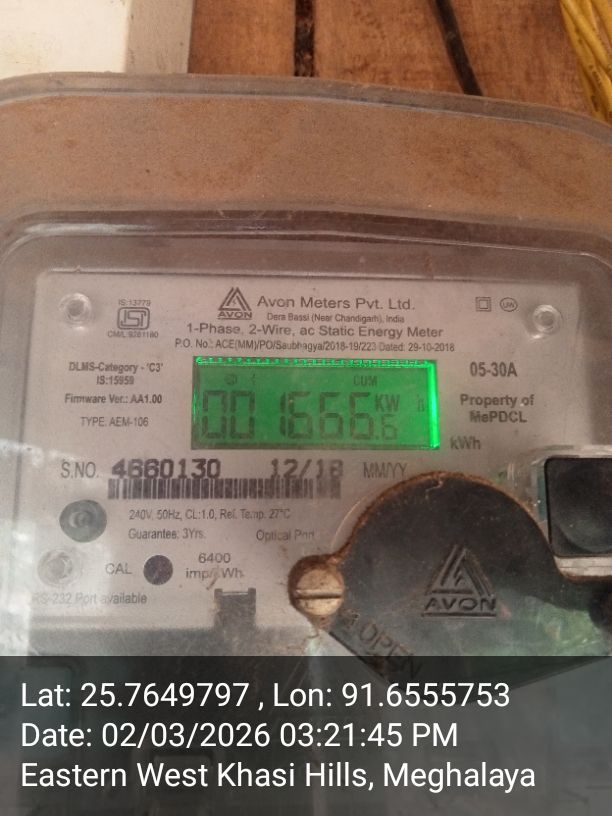 IS:13779
ISI
CM/L-9281180
AVON
Avon Meters Pvt. Ltd.
Dera Bassi (Near Chandigarh), India
UW
1-Phase, 2-Wire, ac Static Energy Meter
P.O. No.: ACE(MM)/PO/Saubhagya/2018-19/223 Dated: 29-10-2018
DLMS-Category - 'C3'
IS:15959
05-30A
Firmware Ver.: AA1.00
Property of
MePDCL
TYPE: AEM-106
CUM
001666.6 KW h
kWh
S.NO. 4660130 12/18 MM/YY
240V, 50Hz, CL:1.0, Ref. Temp. 27°C
Guarantee: 3Yrs. Optical Port
CAL 6400
imp/kWh
RS-232 Port available
AVON
OPEN
Lat: 25.7649797 , Lon: 91.6555753
Date: 02/03/2026 03:21:45 PM
Eastern West Khasi Hills, Meghalaya